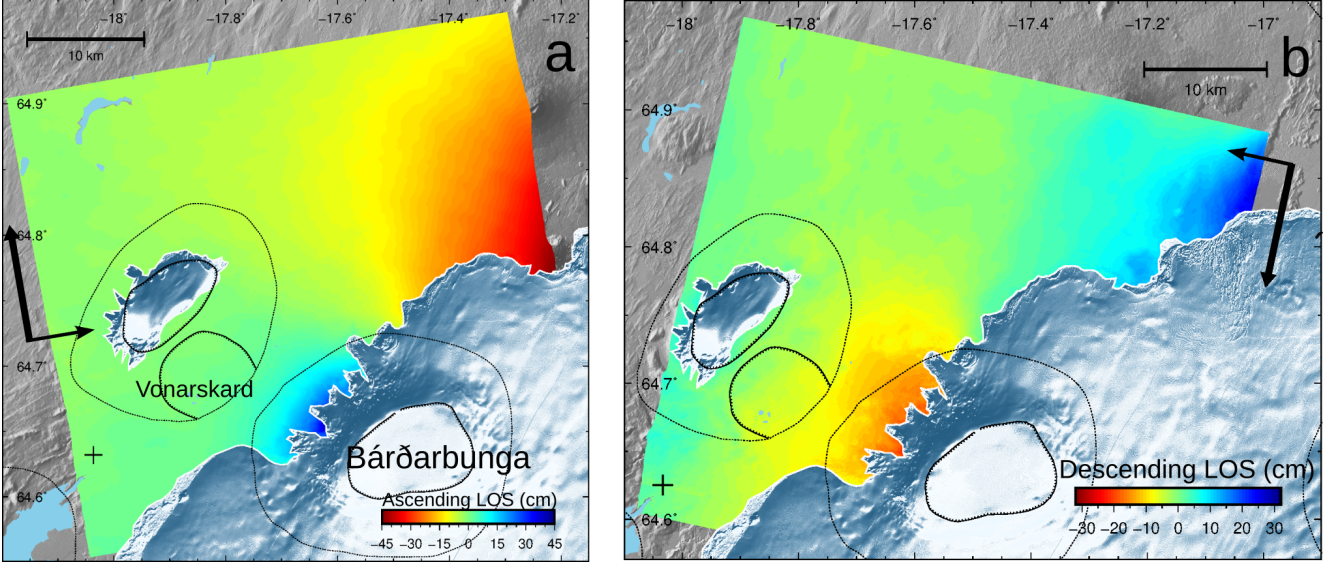 −18° −17.8° −17.6° −17.4° −17.2°
10 km
a
64.9°
64.8°
64.7°
64.6°
Vonarskard
Bárðarbunga
Ascending LOS (cm)
−45 −30 −15 0 15 30 45
−18° −17.8° −17.6° −17.4° −17.2° −17°
10 km
b
64.9°
64.8°
64.7°
64.6°
Descending LOS (cm)
−30 −20 −10 0 10 20 30